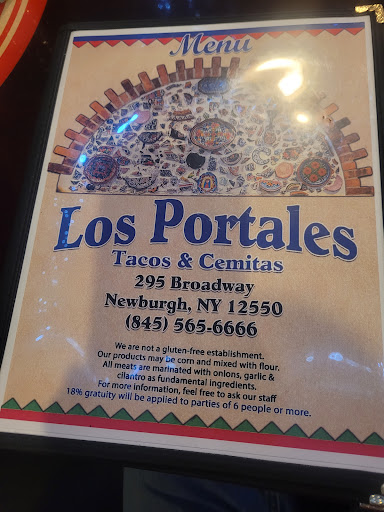 Menu
Los Portales
Tacos & Cemitas
295 Broadway
Newburgh, NY 12550
(845) 565-6666
We are not a gluten-free establishment.
Our products may be corn and mixed with flour.
All meats are marinated with onions, garlic &
cilantro as fundamental ingredients.
For more information, feel free to ask our staff
18% gratuity will be applied to parties of 6 people or more.